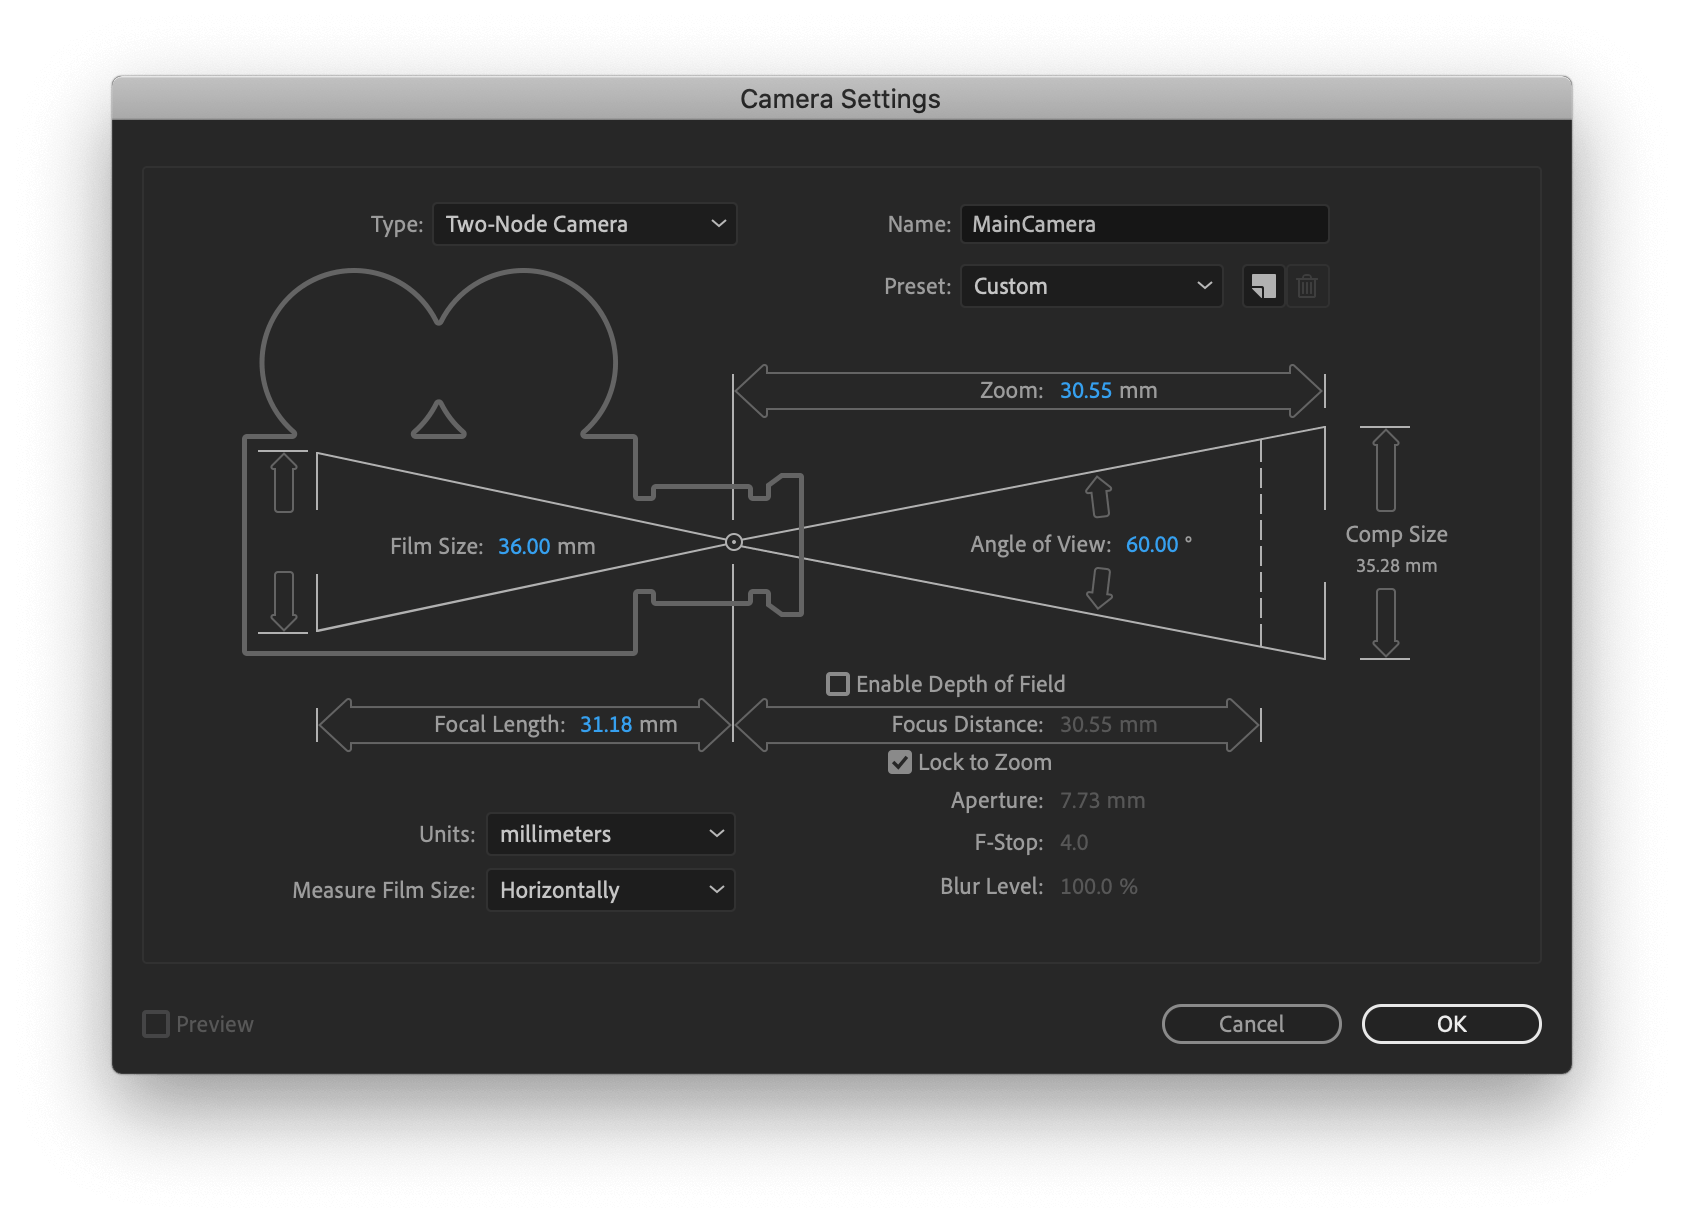 Camera Settings
Type: Two-Node Camera
Name: MainCamera
Preset: Custom
Zoom: 30.55 mm
Film Size: 36.00 mm
Angle of View: 60.00 °
Comp Size
35.28 mm
Enable Depth of Field
Focal Length: 31.18 mm
Focus Distance: 30.55 mm
Lock to Zoom
Aperture: 7.73 mm
Units: millimeters
F-Stop: 4.0
Measure Film Size: Horizontally
Blur Level: 100.0 %
Preview
Cancel
OK